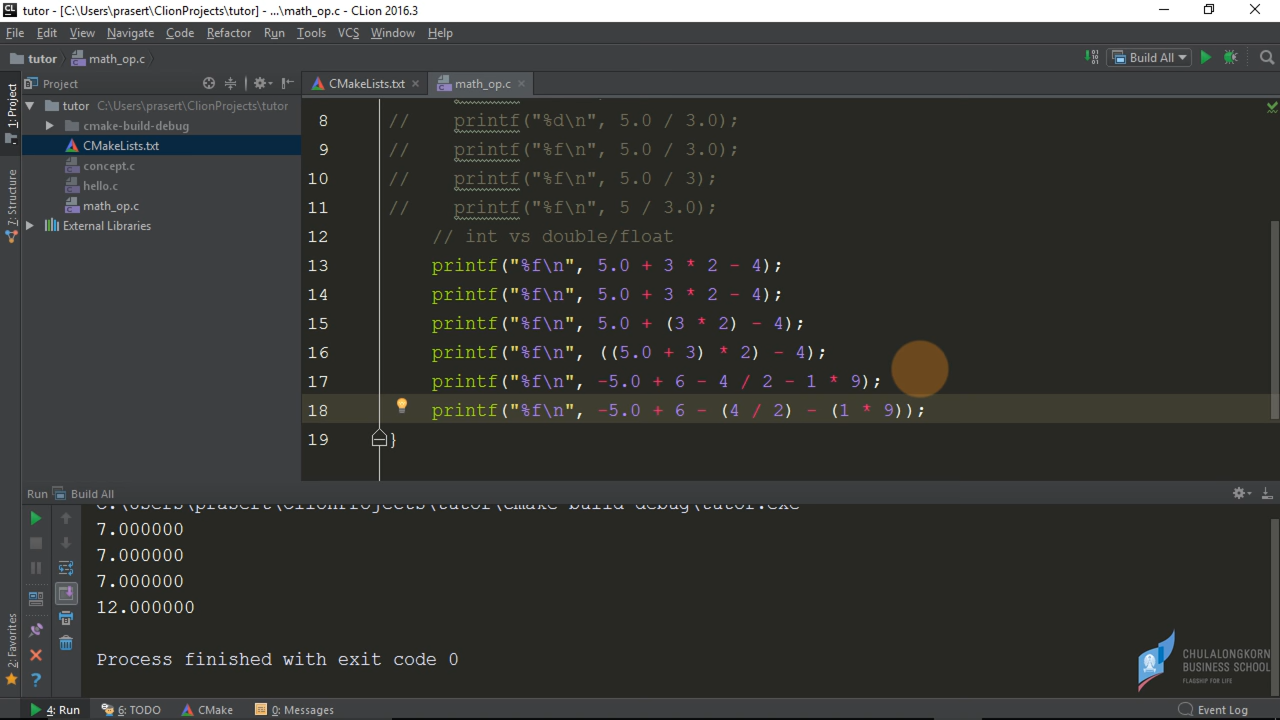 tutor - [C:\Users\prasert\ClionProjects\tutor] - ...\math_op.c - CLion 2016.3
File Edit View Navigate Code Refactor Run Tools VCS Window Help
tutor math_op.c Build All
Project CMakeLists.txt math_op.c
1: Project
7: Structure
2: Favorites
tutor C:\Users\prasert\ClionProjects\tutor
cmake-build-debug
CMakeLists.txt
concept.c
hello.c
math_op.c
External Libraries
8 // printf("%d\n", 5.0 / 3.0);
9 // printf("%f\n", 5.0 / 3.0);
10 // printf("%f\n", 5.0 / 3);
11 // printf("%f\n", 5 / 3.0);
12 // int vs double/float
13 printf("%f\n", 5.0 + 3 * 2 - 4);
14 printf("%f\n", 5.0 + 3 * 2 - 4);
15 printf("%f\n", 5.0 + (3 * 2) - 4);
16 printf("%f\n", ((5.0 + 3) * 2) - 4);
17 printf("%f\n", -5.0 + 6 - 4 / 2 - 1 * 9);
18 printf("%f\n", -5.0 + 6 - (4 / 2) - (1 * 9));
19 }
Run Build All
C:\Users\prasert\ClionProjects\tutor\cmake-build-debug\tutor.exe
7.000000
7.000000
7.000000
12.000000
Process finished with exit code 0
CHULALONGKORN
BUSINESS SCHOOL
FLAGSHIP FOR LIFE
4: Run 6: TODO CMake 0: Messages Event Log